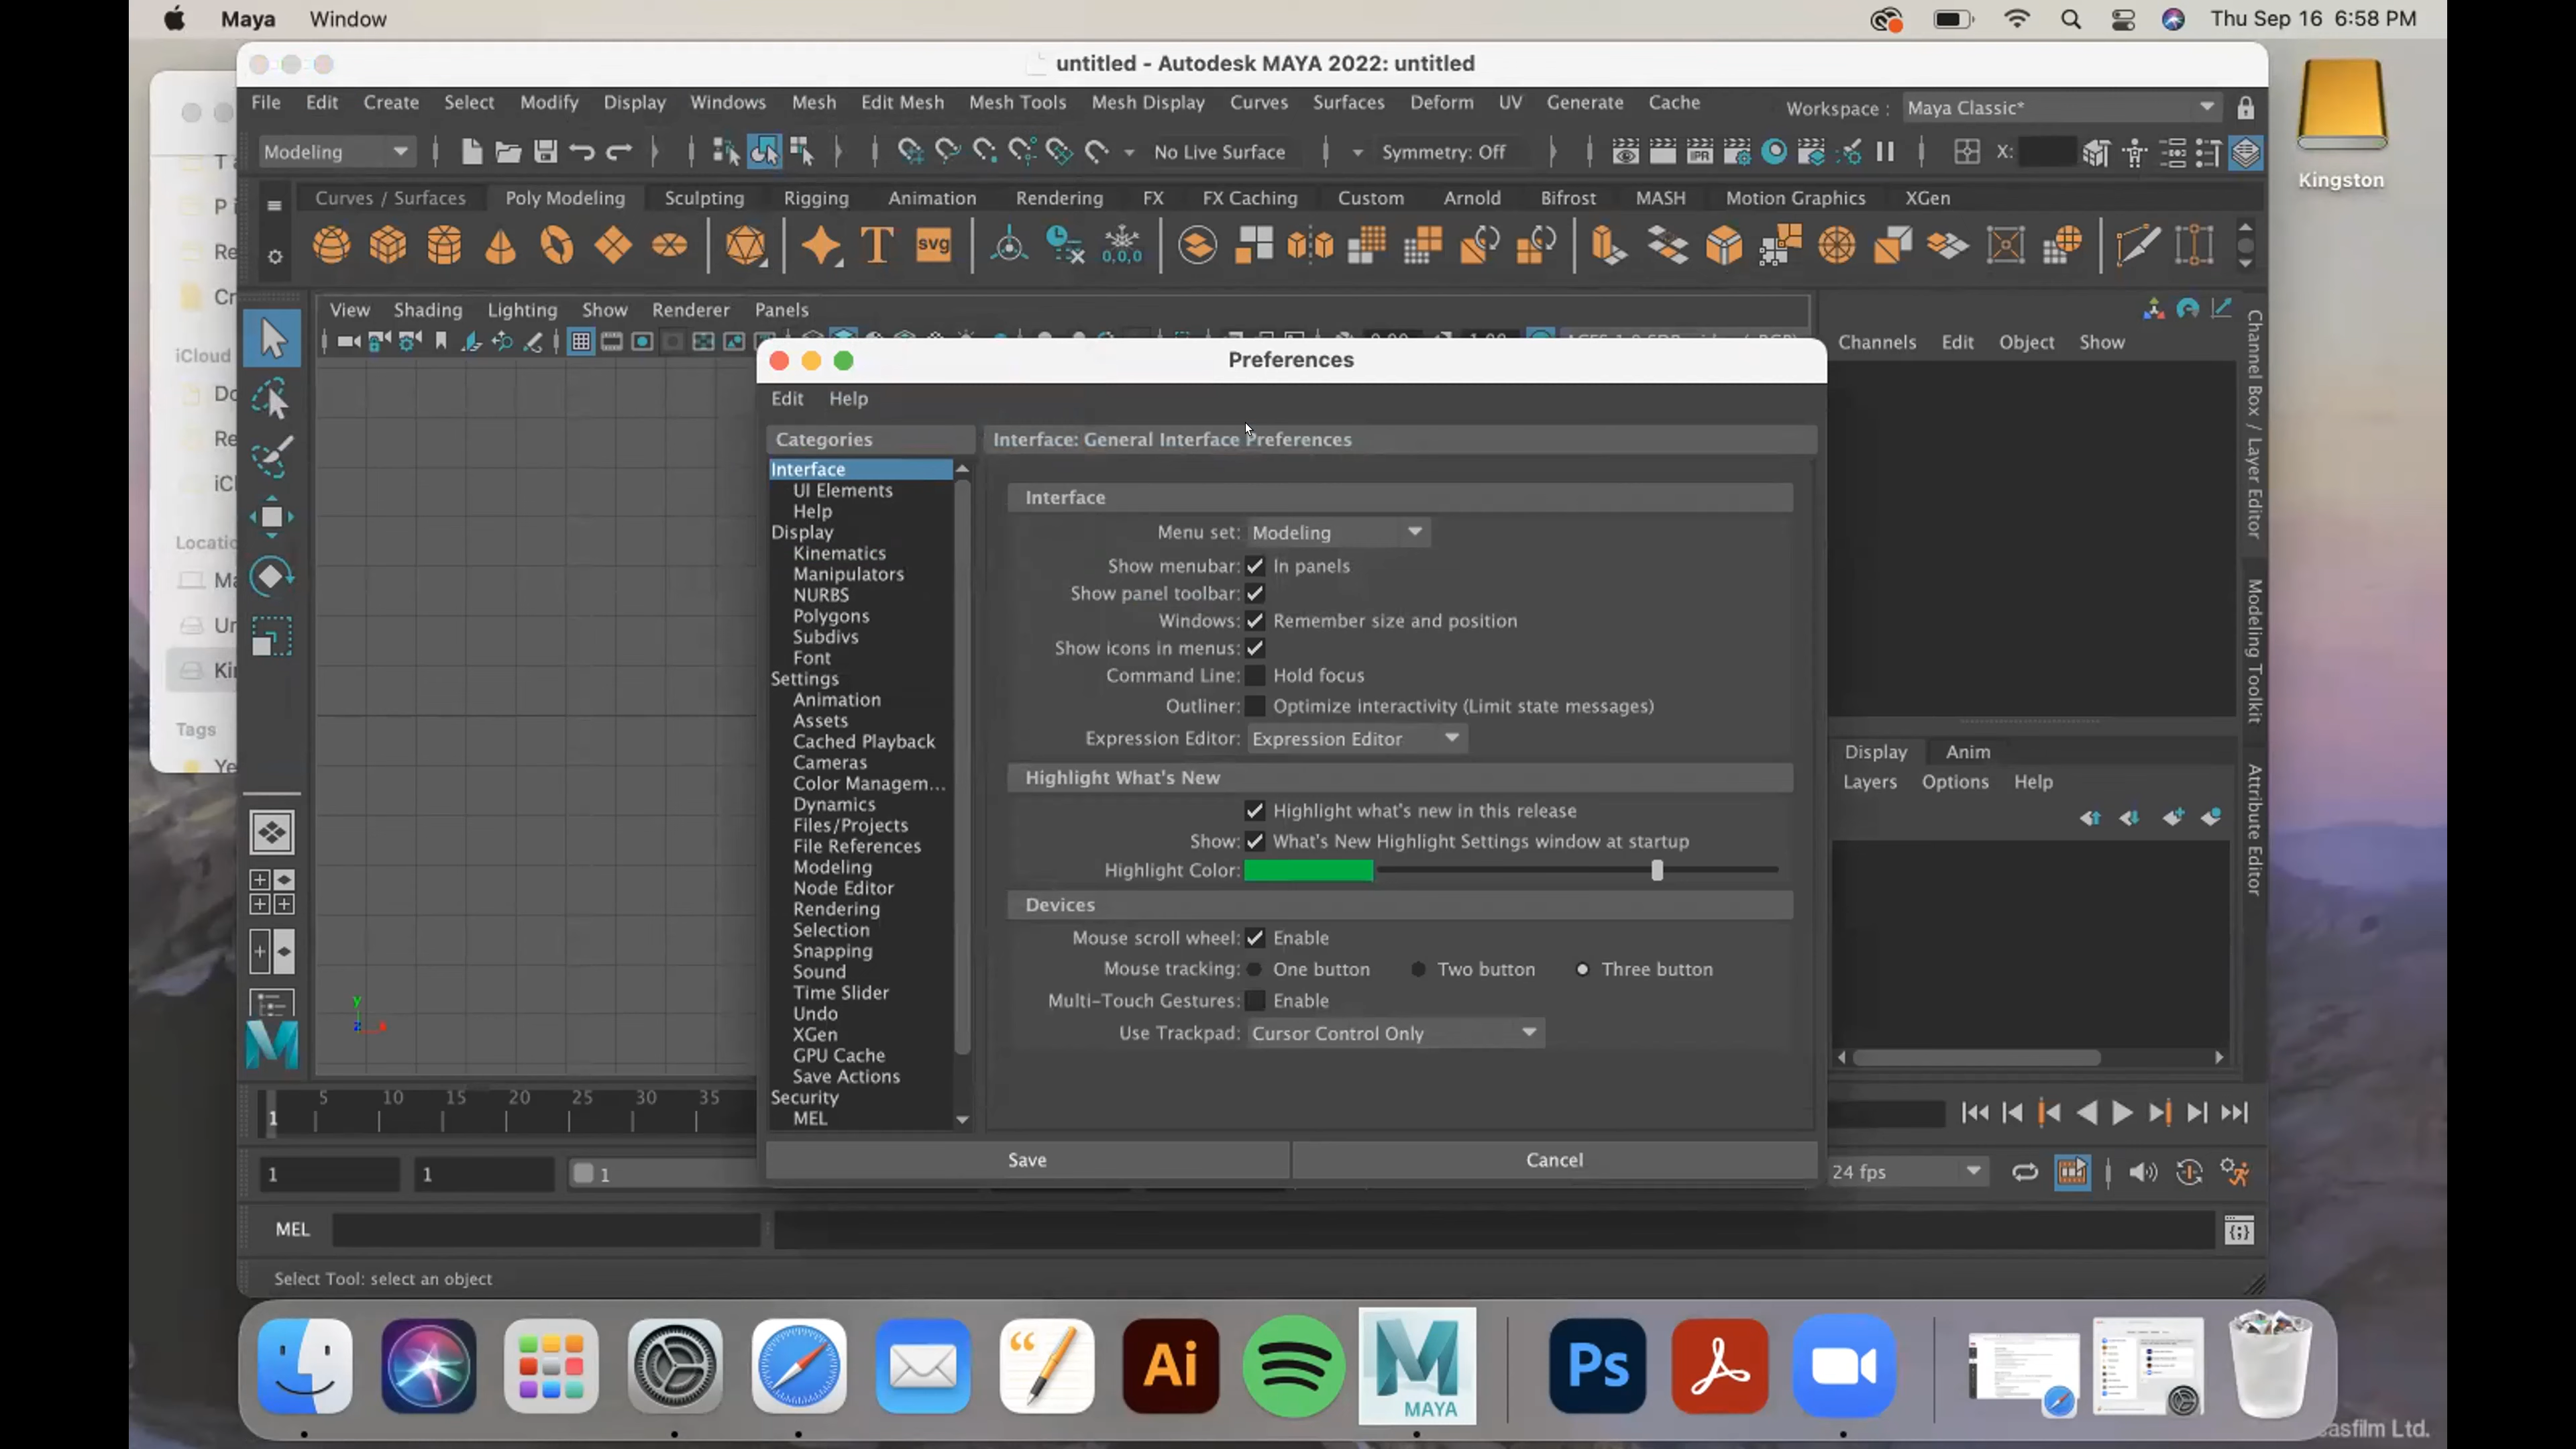 Maya Window Thu Sep 16 6:58 PM
untitled - Autodesk MAYA 2022: untitled
File Edit Create Select Modify Display Windows Mesh Edit Mesh Mesh Tools Mesh Display Curves Surfaces Deform UV Generate Cache Workspace : Maya Classic*
Modeling No Live Surface Symmetry: Off IPR X:
Kingston
Curves / Surfaces Poly Modeling Sculpting Rigging Animation Rendering FX FX Caching Custom Arnold Bifrost MASH Motion Graphics XGen
T svg 0,0,0
View Shading Lighting Show Renderer Panels
Channels Edit Object Show
Channel Box / Layer Editor
Modeling Toolkit
Attribute Editor
iCloud
Tags
Preferences
Edit Help
Categories
Interface
UI Elements
Help
Display
Kinematics
Manipulators
NURBS
Polygons
Subdivs
Font
Settings
Animation
Assets
Cached Playback
Cameras
Color Managem...
Dynamics
Files/Projects
File References
Modeling
Node Editor
Rendering
Selection
Snapping
Sound
Time Slider
Undo
XGen
GPU Cache
Save Actions
Security
MEL
Interface: General Interface Preferences
Interface
Menu set: Modeling
Show menubar: In panels
Show panel toolbar:
Windows: Remember size and position
Show icons in menus:
Command Line: Hold focus
Outliner: Optimize interactivity (Limit state messages)
Expression Editor: Expression Editor
Highlight What's New
Highlight what's new in this release
Show: What's New Highlight Settings window at startup
Highlight Color:
Devices
Mouse scroll wheel: Enable
Mouse tracking: One button Two button Three button
Multi-Touch Gestures: Enable
Use Trackpad: Cursor Control Only
Save Cancel
Display Anim
Layers Options Help
y
z x
1 5 10 15 20 25 30 35
1 1 1 24 fps
MEL
Select Tool: select an object
Ai MAYA Ps
asfilm Ltd.